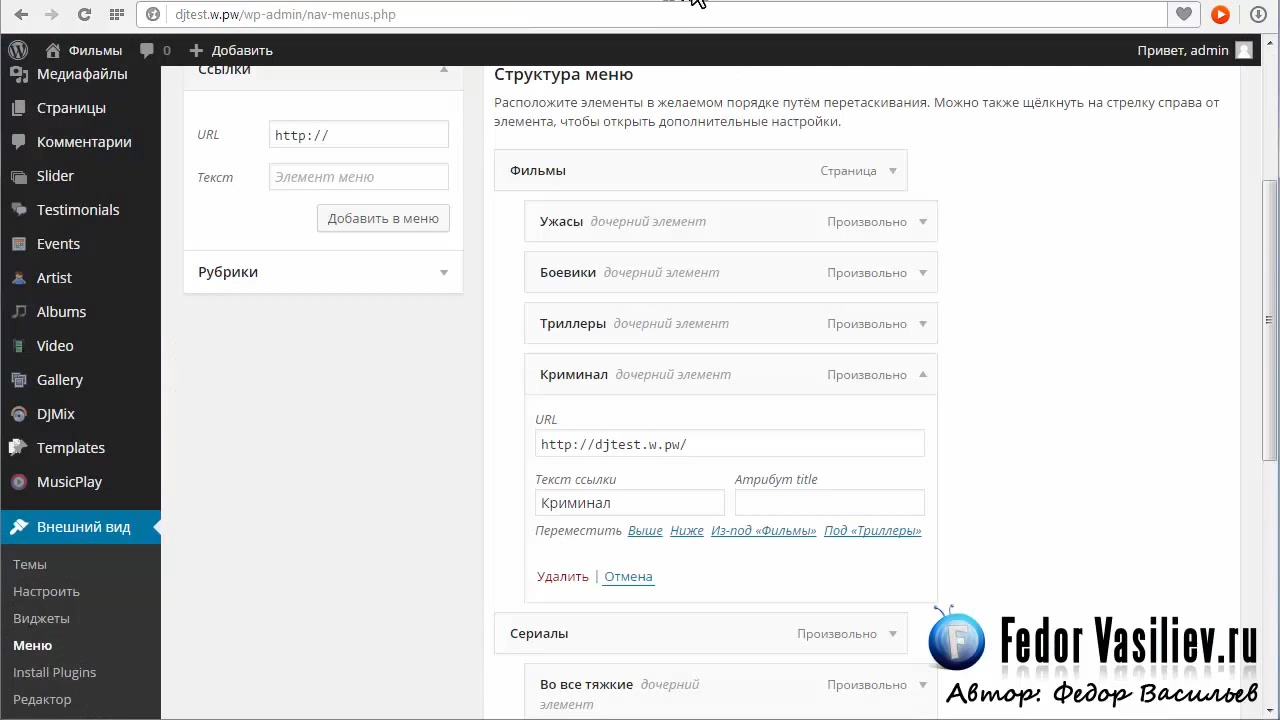 djtest.w.pw/wp-admin/nav-menus.php
Фильмы
0
Добавить
Привет, admin
Медиафайлы
Страницы
Комментарии
Slider
Testimonials
Events
Artist
Albums
Video
Gallery
DJMix
Templates
MusicPlay
Внешний вид
Темы
Настроить
Виджеты
Меню
Install Plugins
Редактор
Ссылки
URL
http://
Текст
Элемент меню
Добавить в меню
Рубрики
Структура меню
Расположите элементы в желаемом порядке путём перетаскивания. Можно также щёлкнуть на стрелку справа от
элемента, чтобы открыть дополнительные настройки.
Фильмы Страница
Ужасы дочерний элемент Произвольно
Боевики дочерний элемент Произвольно
Триллеры дочерний элемент Произвольно
Криминал дочерний элемент Произвольно
URL
http://djtest.w.pw/
Текст ссылки Атрибут title
Криминал
Переместить Выше Ниже Из-под «Фильмы» Под «Триллеры»
Удалить | Отмена
Сериалы Произвольно
Во все тяжкие дочерний Произвольно
элемент
F
Fedor Vasiliev.ru
Автор: Федор Васильев